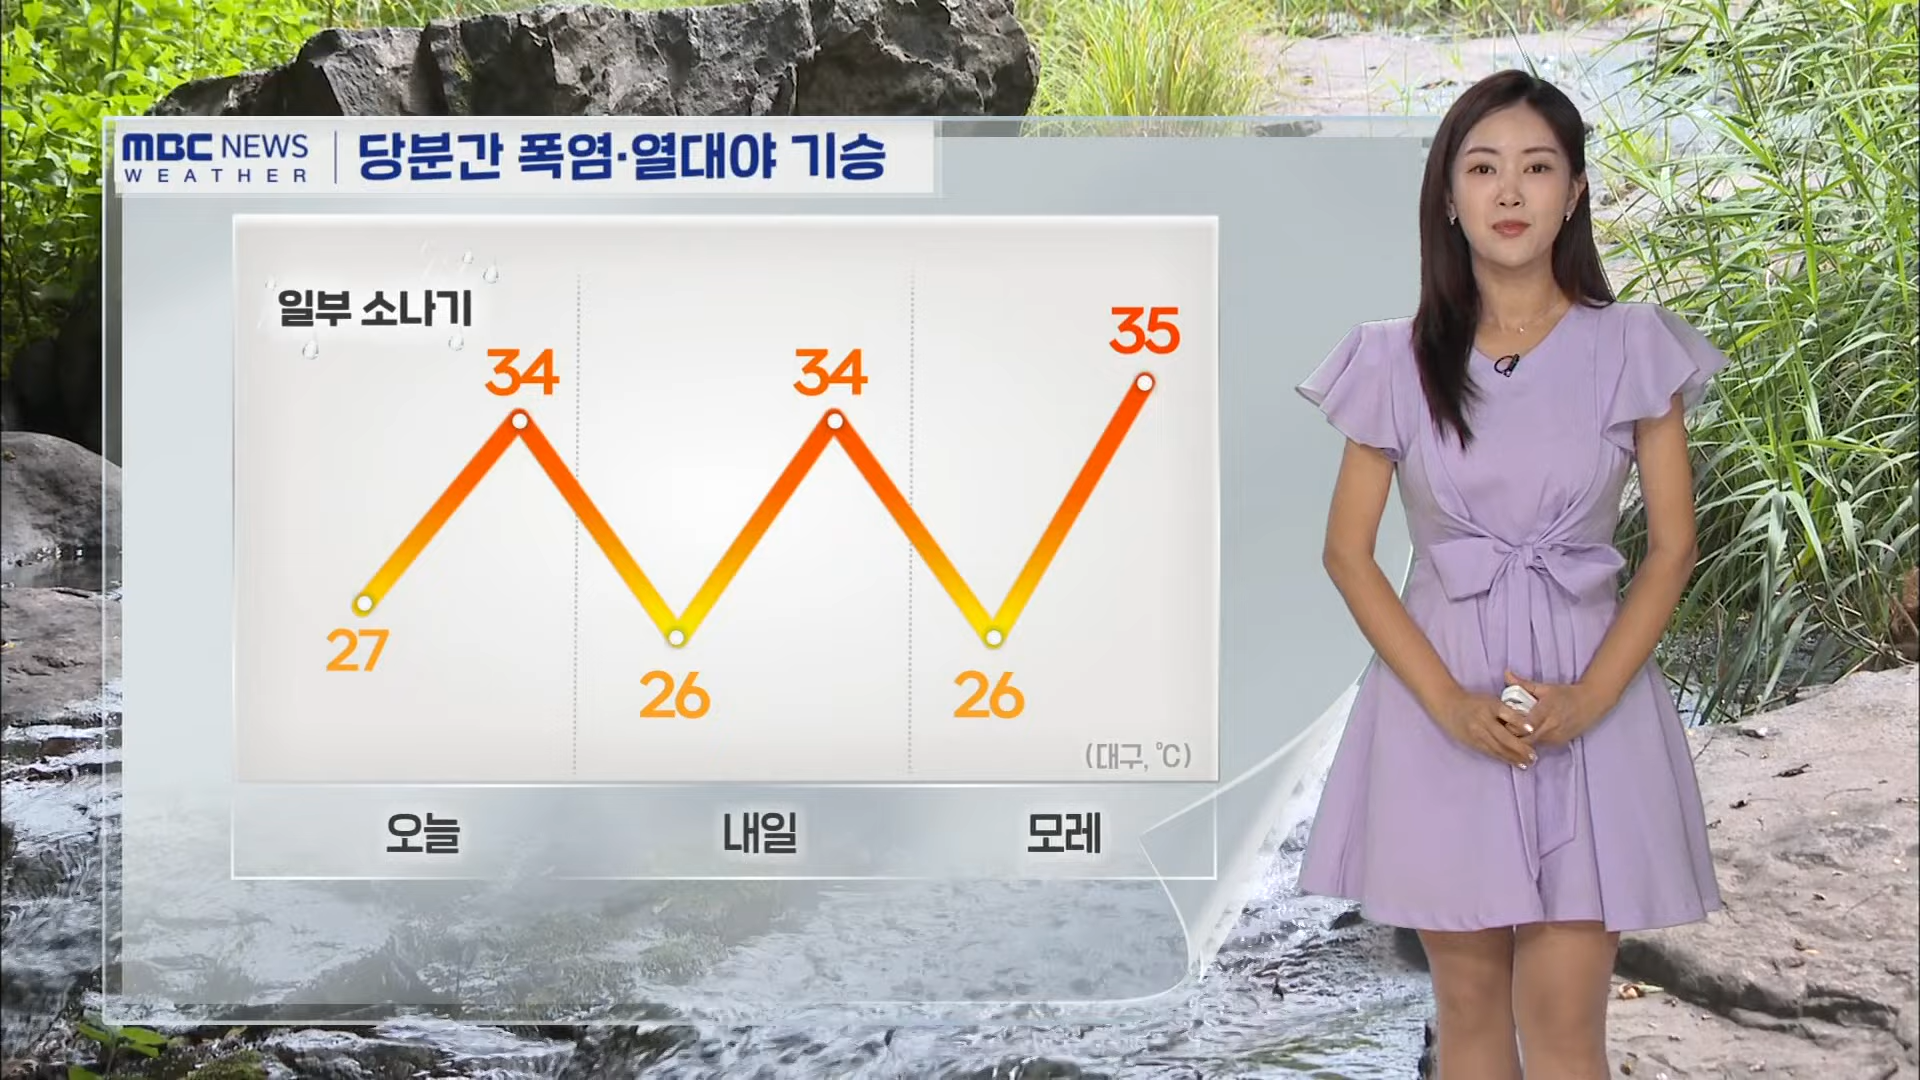 MBC NEWS
WEATHER
당분간 폭염·열대야 기승
일부 소나기
34
34
35
27
26
26
(대구, ℃)
오늘
내일
모레